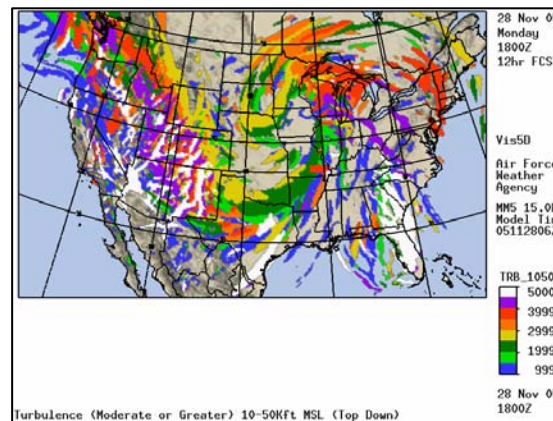 28 Nov 0
Monday
1800Z
12hr FCS
Vis5D
Air Forc
Weather
Agency
MM5 15.0
Model Ti
05112806
TRB_1050
5000
3999
2999
1999
999
28 Nov 0
1800Z
Turbulence (Moderate or Greater) 10-50Kft MSL (Top Down)